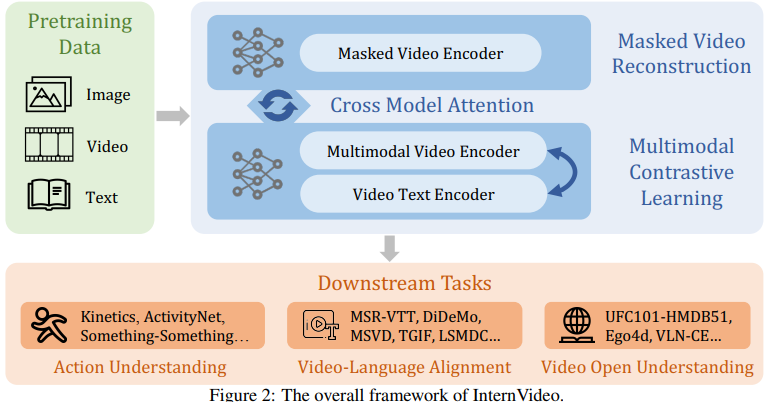 Pretraining
Data
Image
Video
Text
Masked Video Encoder
Masked Video
Reconstruction
Cross Model Attention
Multimodal Video Encoder
Video Text Encoder
Multimodal
Contrastive
Learning
Downstream Tasks
Kinetics, ActivityNet,
Something-Something...
Action Understanding
T
MSR-VTT, DiDeMo,
MSVD, TGIF, LSMDC...
Video-Language Alignment
UFC101-HMDB51,
Ego4d, VLN-CE...
Video Open Understanding
Figure 2: The overall framework of InternVideo.